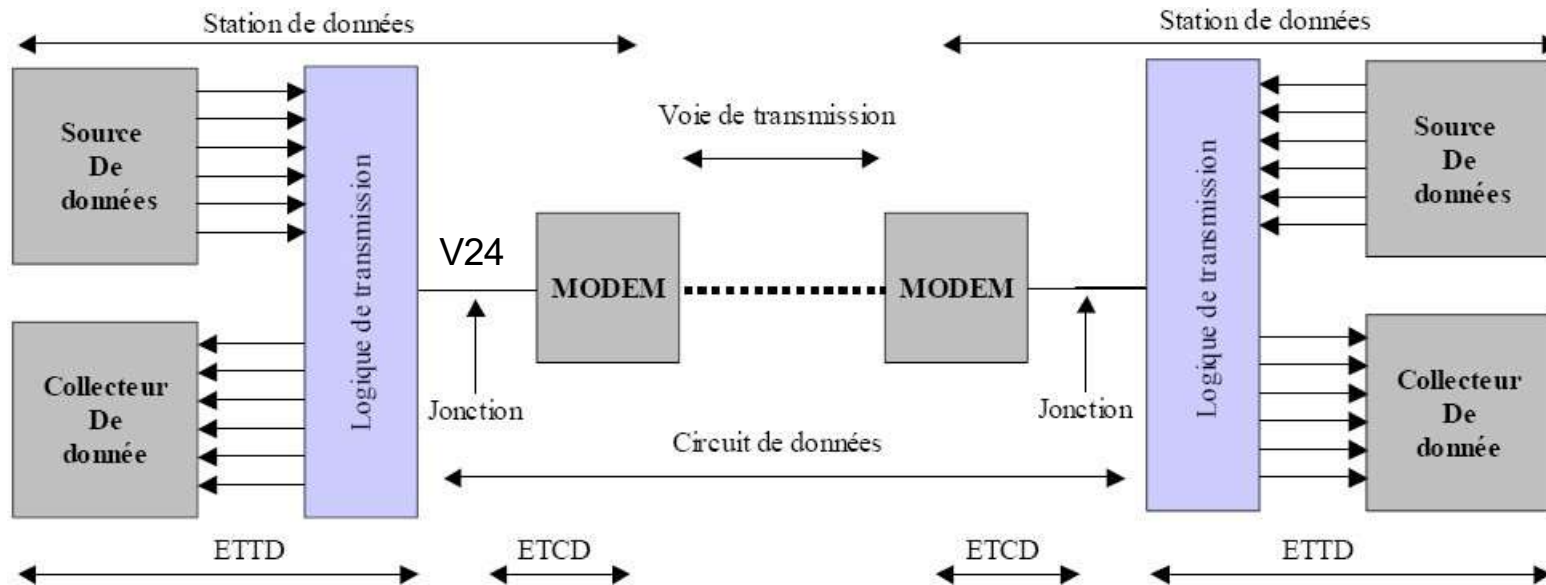 Station de données
Station de données
Source
De
données
Logique de transmission
Voie de transmission
Logique de transmission
Source
De
données
V24
MODEM
MODEM
Collecteur
De
donnée
Jonction
Jonction
Collecteur
De
donnée
Circuit de données
ETTD
ETCD
ETCD
ETTD